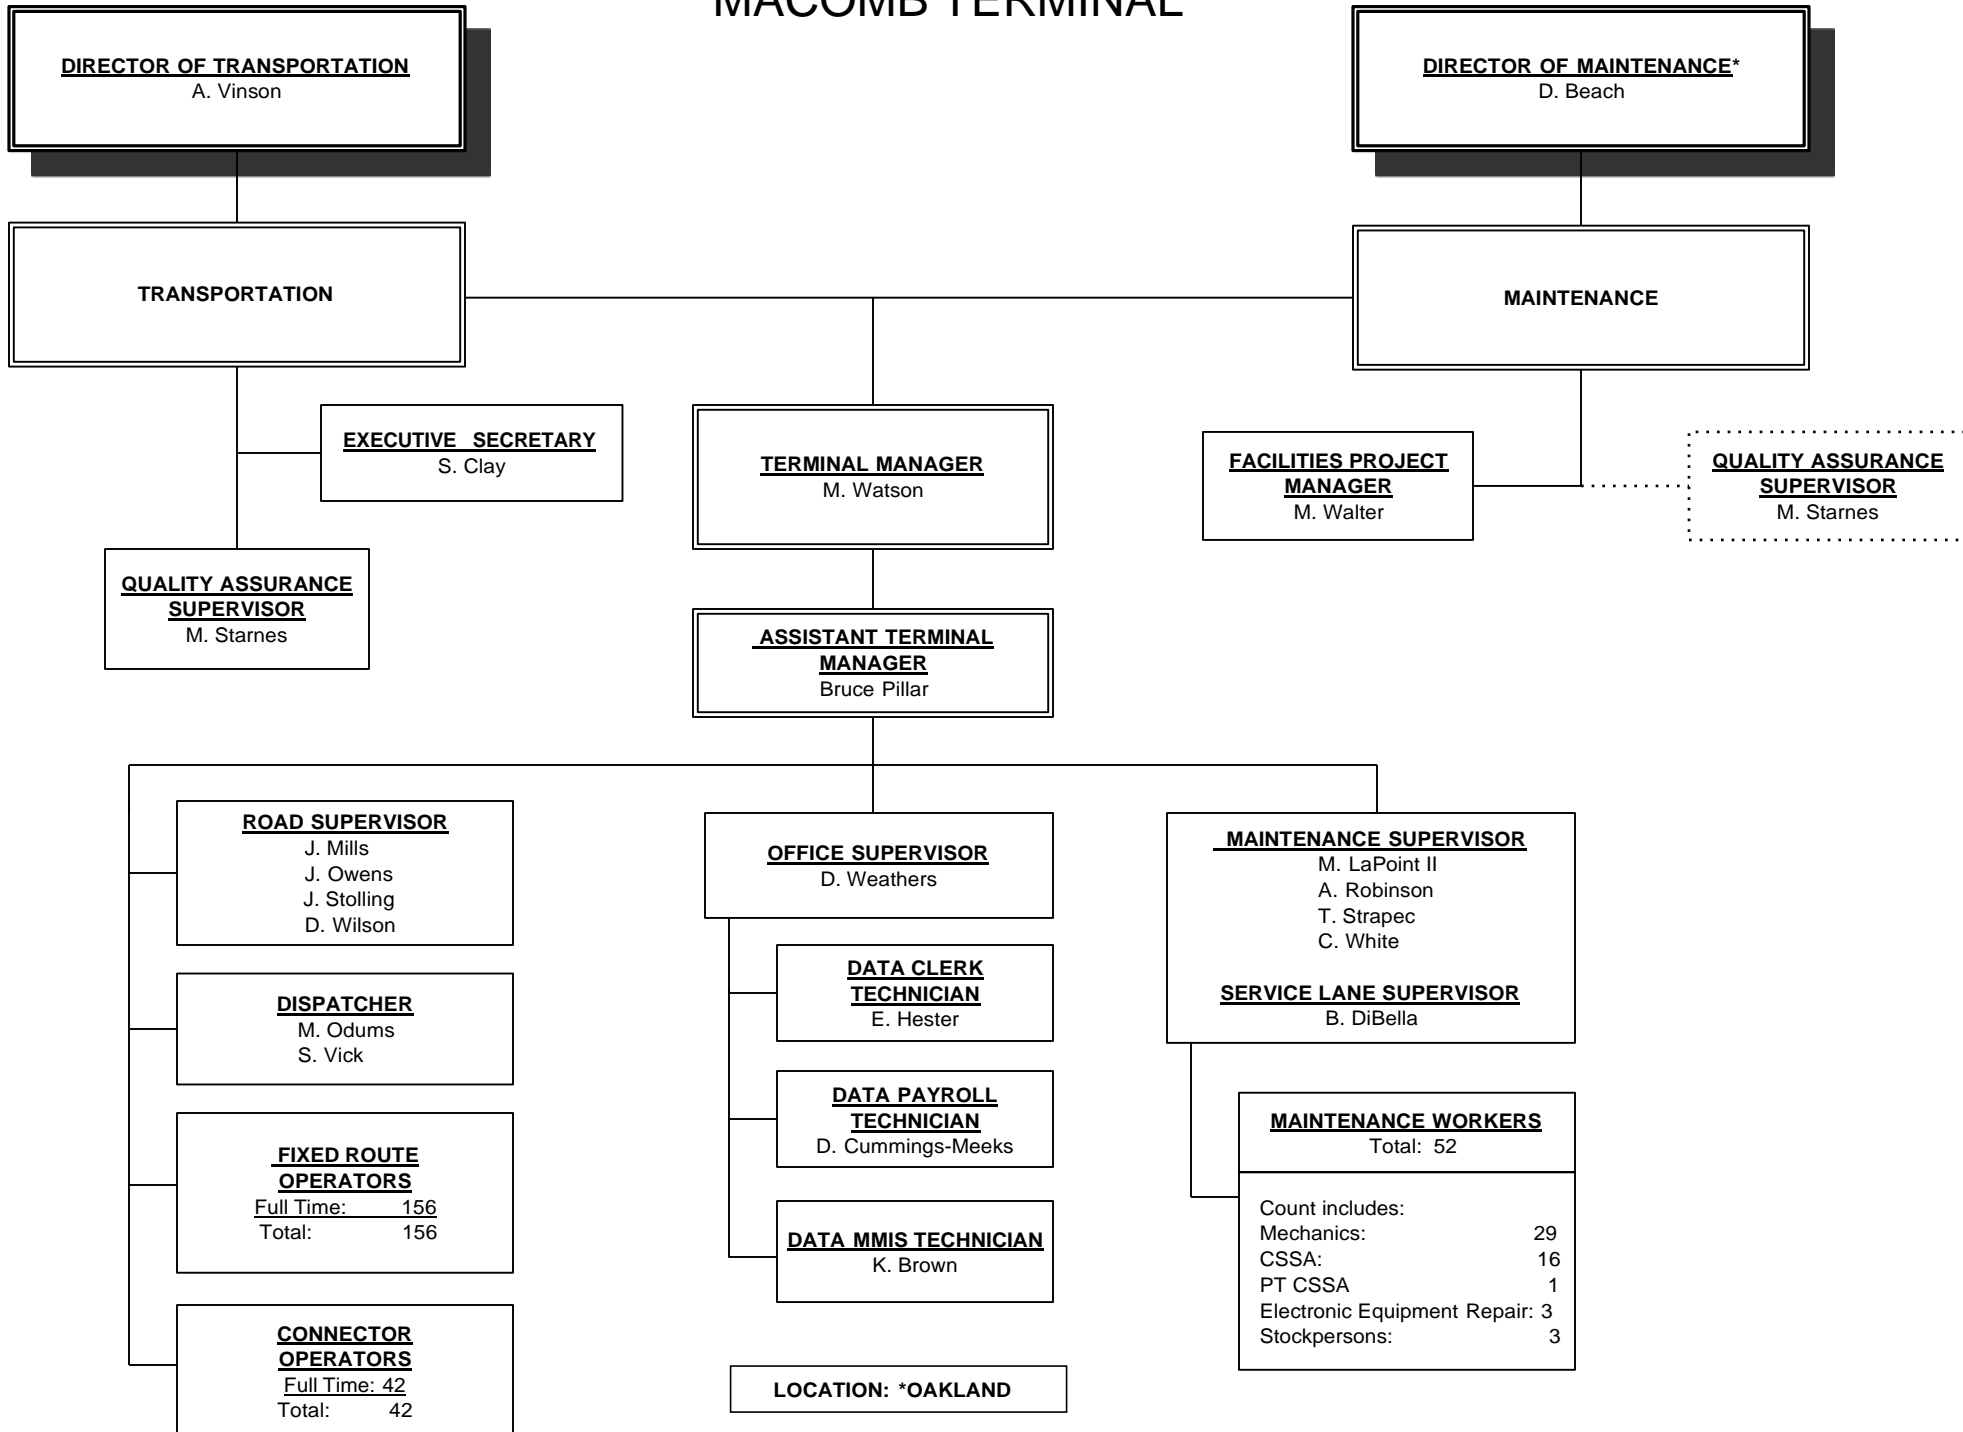 MACOMB TERMINAL
DIRECTOR OF TRANSPORTATION
A. Vinson
DIRECTOR OF MAINTENANCE*
D. Beach
TRANSPORTATION
MAINTENANCE
EXECUTIVE SECRETARY
S. Clay
TERMINAL MANAGER
M. Watson
FACILITIES PROJECT
MANAGER
M. Walter
QUALITY ASSURANCE
SUPERVISOR
M. Starnes
QUALITY ASSURANCE
SUPERVISOR
M. Starnes
ASSISTANT TERMINAL
MANAGER
Bruce Pillar
ROAD SUPERVISOR
J. Mills
J. Owens
J. Stolling
D. Wilson
DISPATCHER
M. Odums
S. Vick
FIXED ROUTE
OPERATORS
Full Time: 156
Total: 156
CONNECTOR
OPERATORS
Full Time: 42
Total: 42
OFFICE SUPERVISOR
D. Weathers
DATA CLERK
TECHNICIAN
E. Hester
DATA PAYROLL
TECHNICIAN
D. Cummings-Meeks
DATA MMIS TECHNICIAN
K. Brown
LOCATION: *OAKLAND
MAINTENANCE SUPERVISOR
M. LaPoint II
A. Robinson
T. Strapec
C. White
SERVICE LANE SUPERVISOR
B. DiBella
MAINTENANCE WORKERS
Total: 52
Count includes:
Mechanics: 29
CSSA: 16
PT CSSA 1
Electronic Equipment Repair: 3
Stockpersons: 3